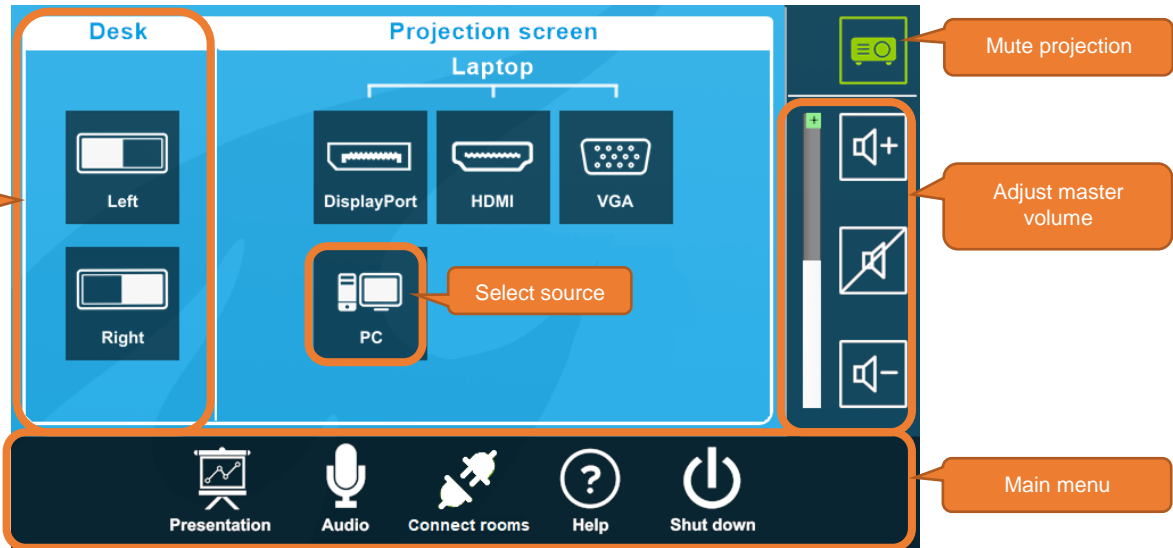 Desk
Projection screen
Mute projection
Laptop
Left
DisplayPort
HDMI
VGA
Adjust master
volume
Right
PC
Select source
Presentation
Audio
Connect rooms
Help
Shut down
Main menu